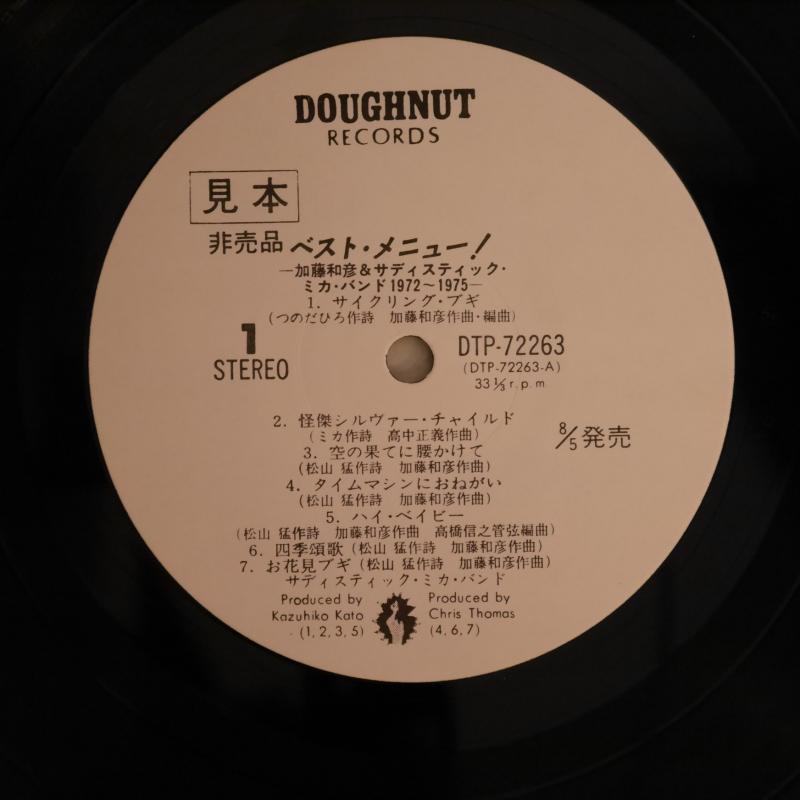 DOUGHNUT
RECORDS
見本
非売品 ベスト・メニュー!
—加藤和彦&サディスティック・
ミカ・バンド1972〜1975—
1. サイクリング・ブギ
(つのだひろ作詩 加藤和彦作曲・編曲)
1
STEREO
DTP-72263
(DTP-72263-A)
33⅓ r.p.m.
2. 怪傑シルヴァー・チャイルド
(ミカ作詩 高中正義作曲)
8/5発売
3. 空の果てに腰かけて
(松山 猛作詩 加藤和彦作曲)
4. タイムマシンにおねがい
(松山 猛作詩 加藤和彦作曲)
5. ハイ・ベイビー
(松山 猛作詩 加藤和彦作曲 高橋信之管弦編曲)
6. 四季頌歌 (松山 猛作詩 加藤和彦作曲)
7. お花見ブギ (松山 猛作詩 加藤和彦作曲)
サディスティック・ミカ・バンド
Produced by
Kazuhiko Kato
(1,2,3,5)
Produced by
Chris Thomas
(4,6,7)